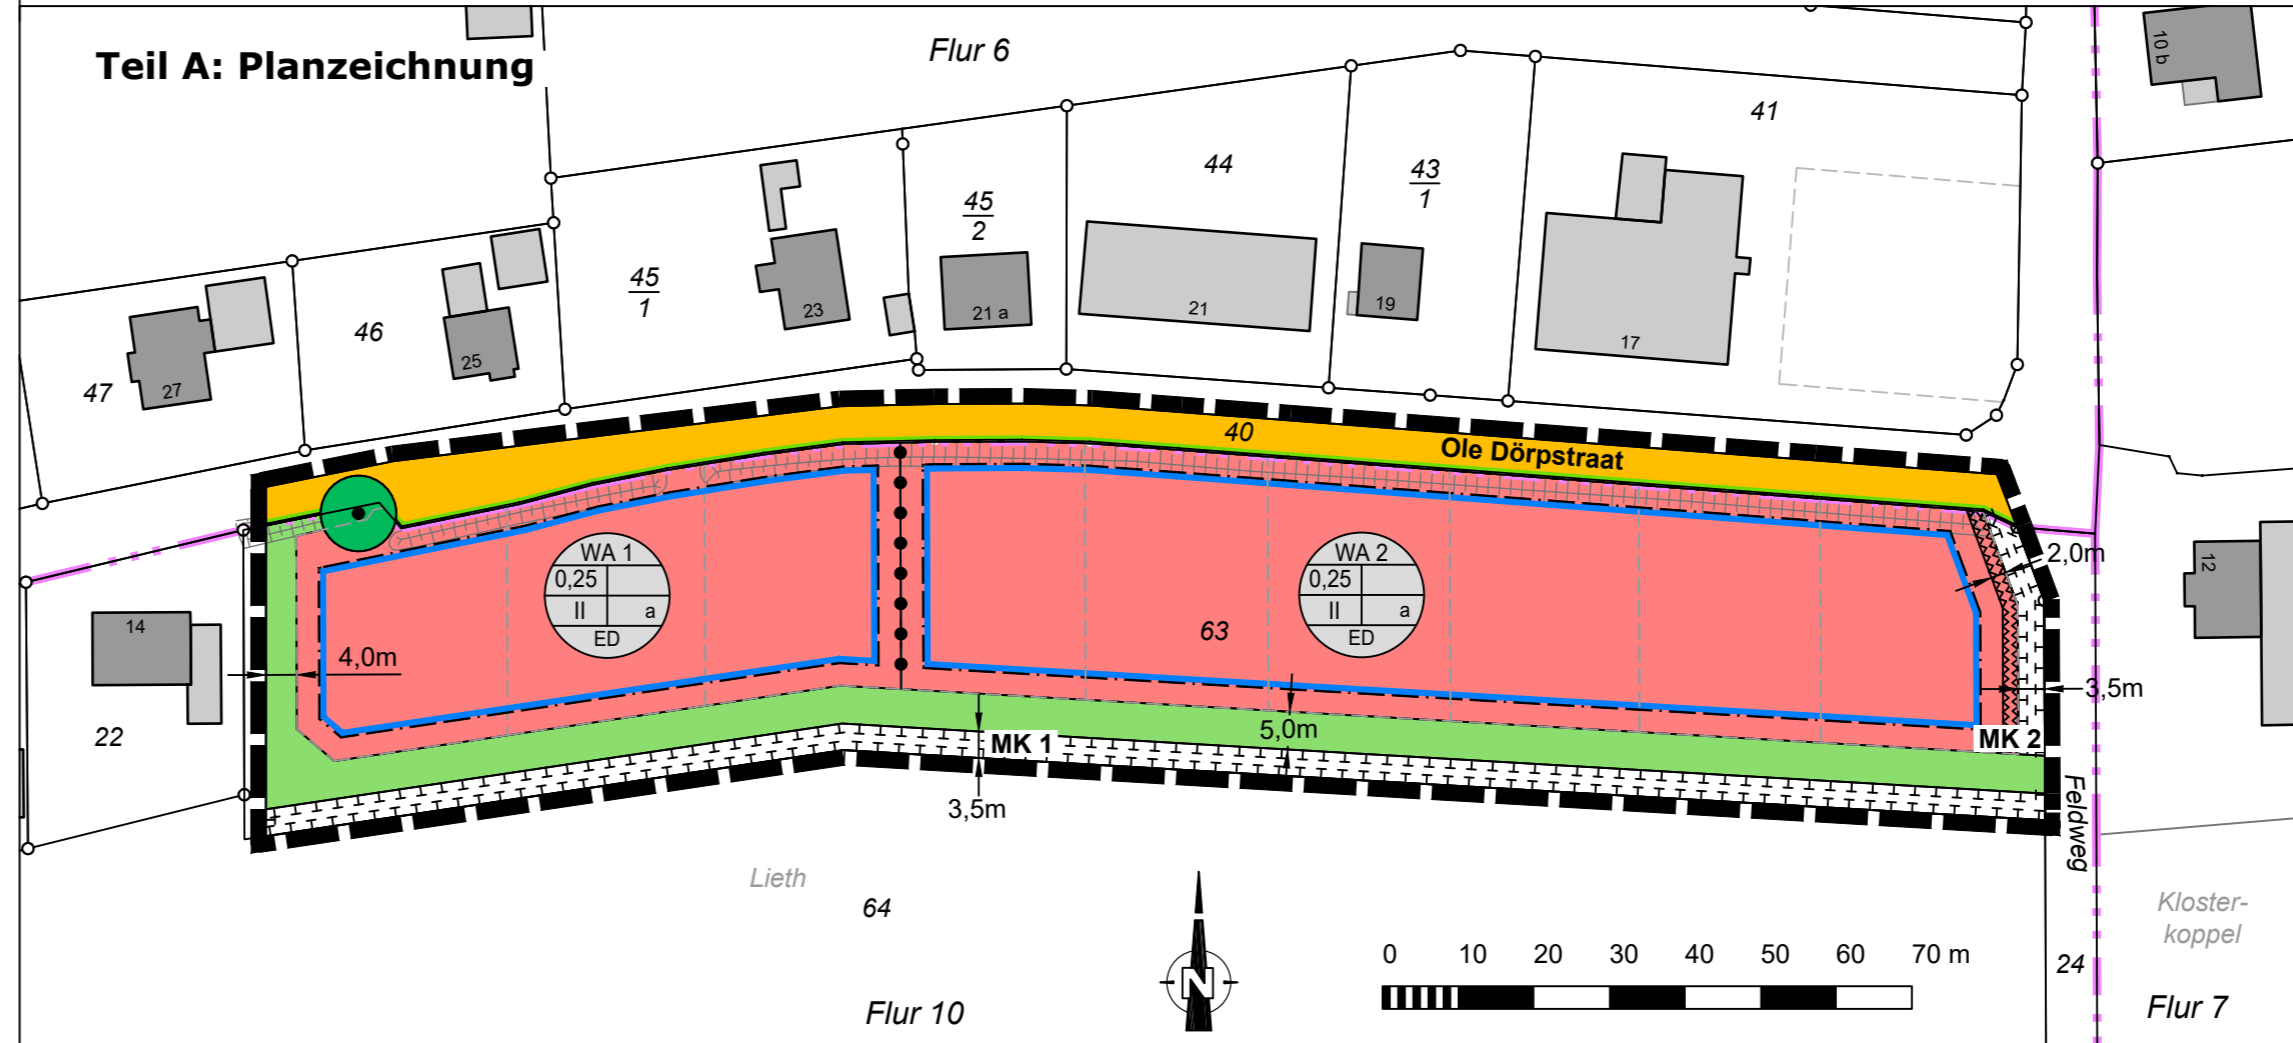 Teil A: Planzeichnung
Flur 6
10 b
41
44
43
1
45
2
45
1
46
47
27
25
23
21 a
21
19
17
40
Ole Dörpstraat
WA 1
0,25
II a
ED
WA 2
0,25
II a
ED
63
2,0m
12
14
4,0m
22
3,5m
5,0m
MK 1
MK 2
3,5m
Feldweg
Lieth
64
Kloster-
koppel
0 10 20 30 40 50 60 70 m
24
N
Flur 10
Flur 7